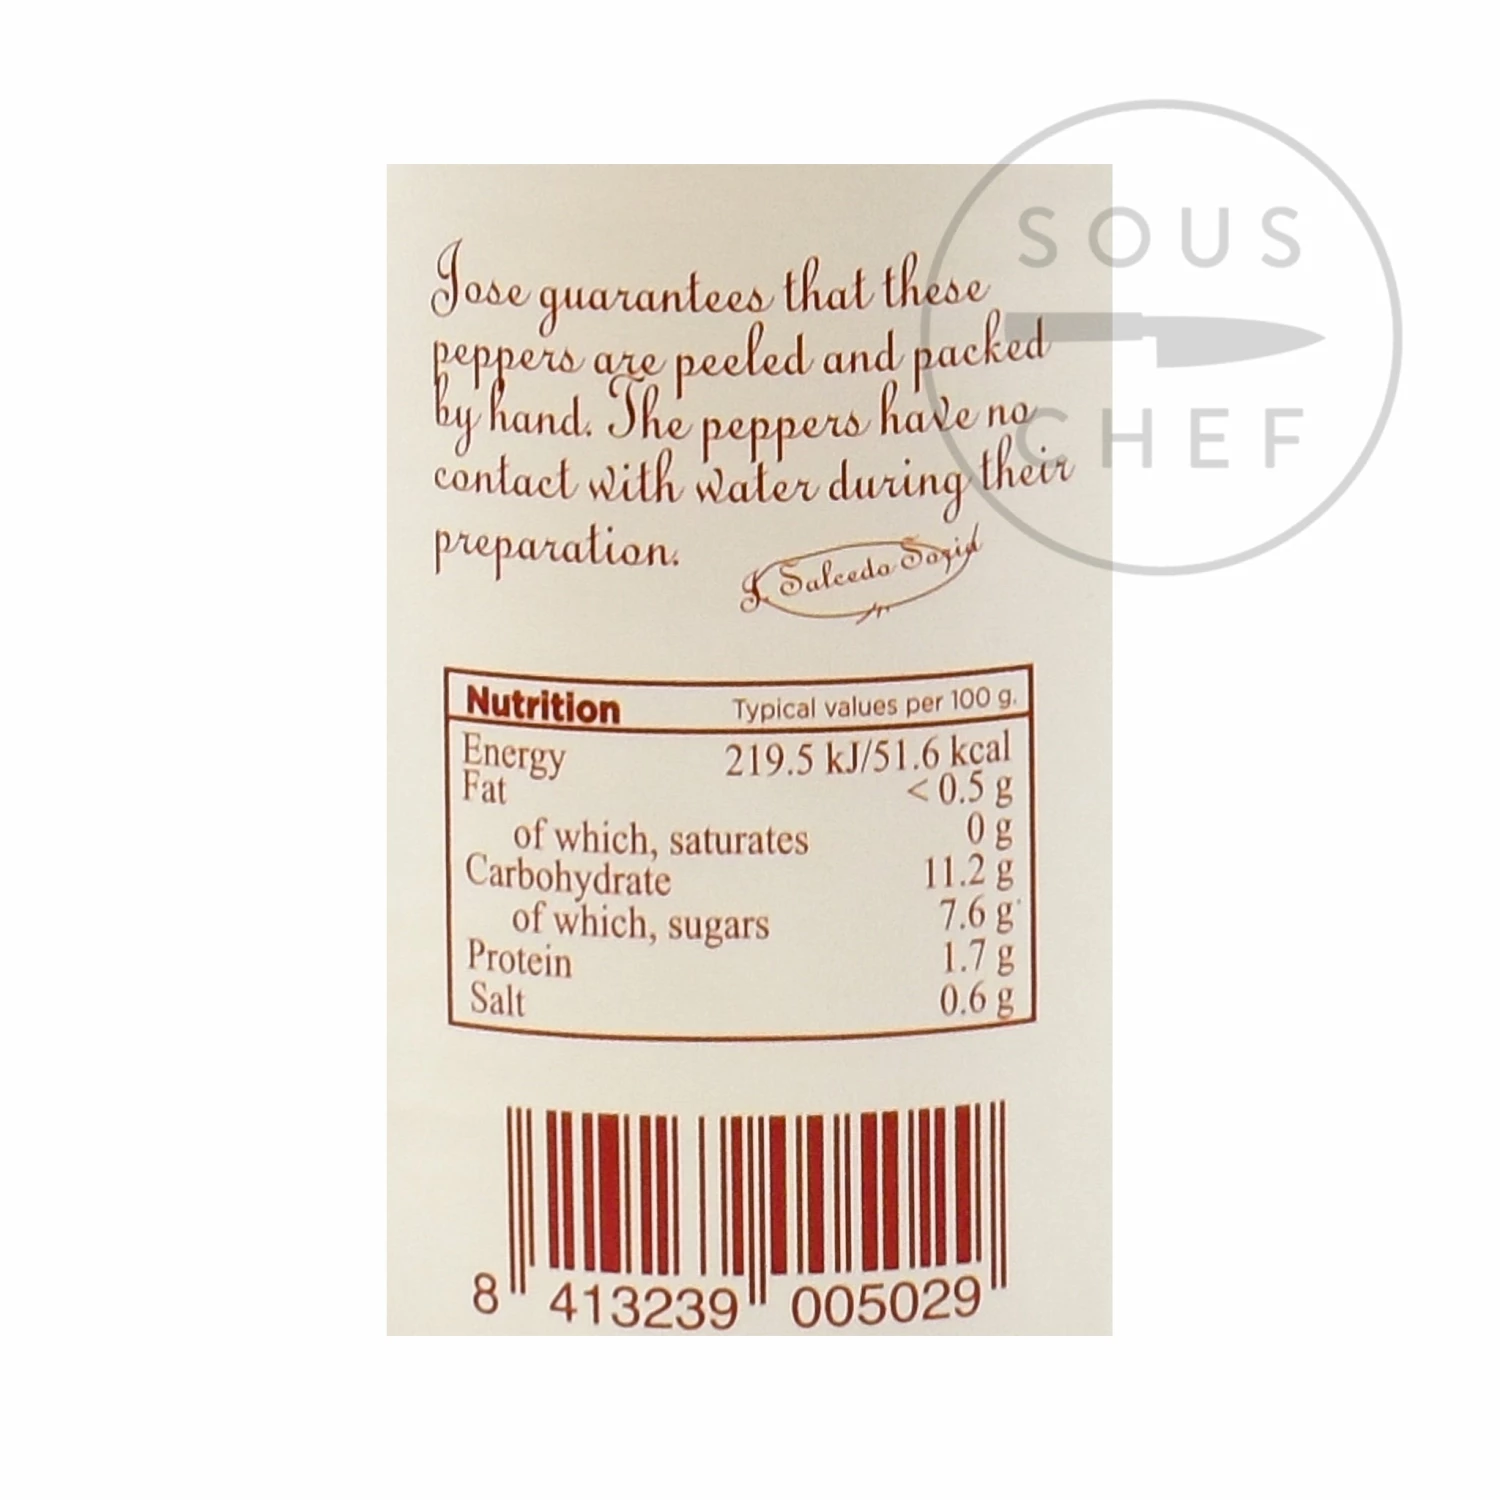 SOUS
CHEF
Jose guarantees that these
peppers are peeled and packed
by hand. The peppers have no
contact with water during their
preparation.
J. Salcedo Soria
Nutrition Typical values per 100 g.
Energy 219.5 kJ/51.6 kcal
Fat < 0.5 g
of which, saturates 0 g
Carbohydrate 11.2 g
of which, sugars 7.6 g
Protein 1.7 g
Salt 0.6 g
8 413239 005029